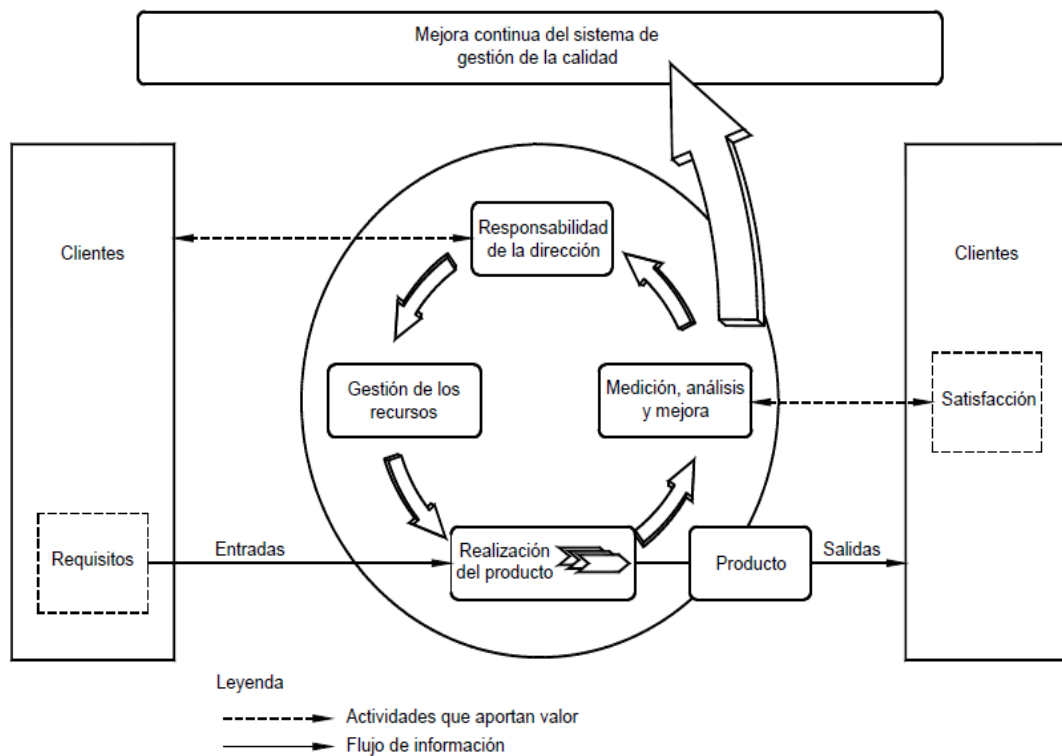 Mejora continua del sistema de
gestión de la calidad
Clientes
Responsabilidad
de la dirección
Clientes
Gestión de los
recursos
Medición, análisis
y mejora
Satisfacción
Requisitos
Entradas
Realización
del producto
Producto
Salidas
Leyenda
Actividades que aportan valor
Flujo de información